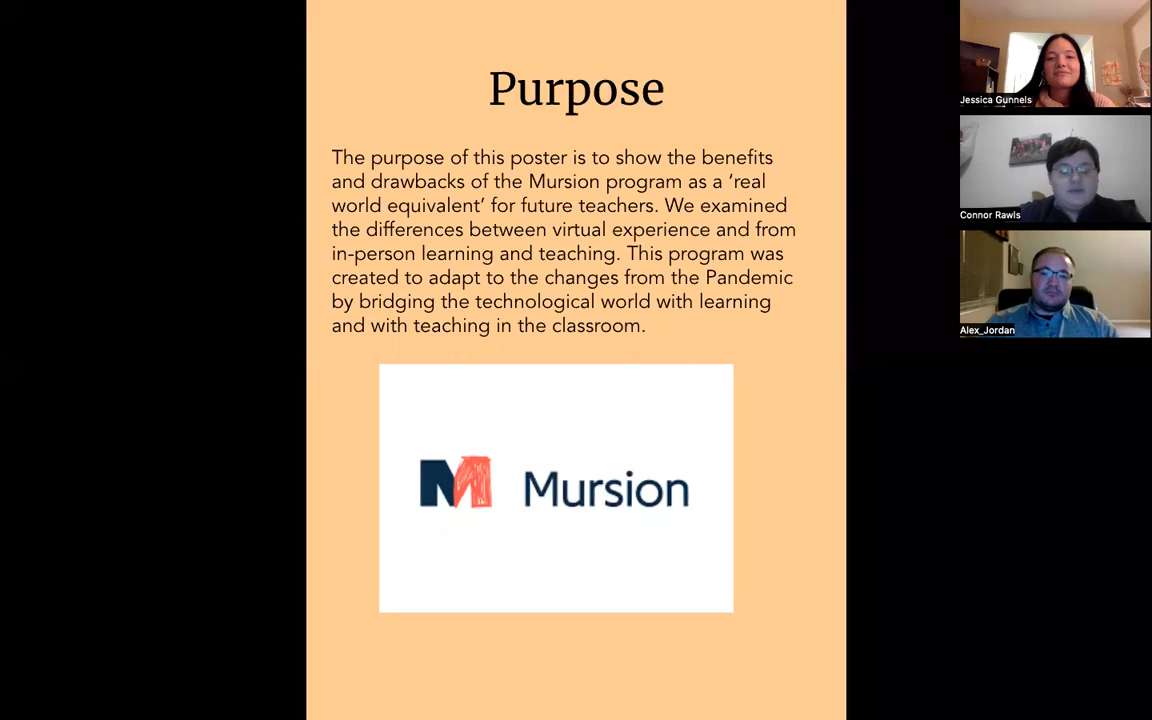 Purpose
The purpose of this poster is to show the benefits
and drawbacks of the Mursion program as a ‘real
world equivalent’ for future teachers. We examined
the differences between virtual experience and from
in-person learning and teaching. This program was
created to adapt to the changes from the Pandemic
by bridging the technological world with learning
and with teaching in the classroom.
M Mursion
Jessica Gunnels
Connor Rawls
Alex_Jordan